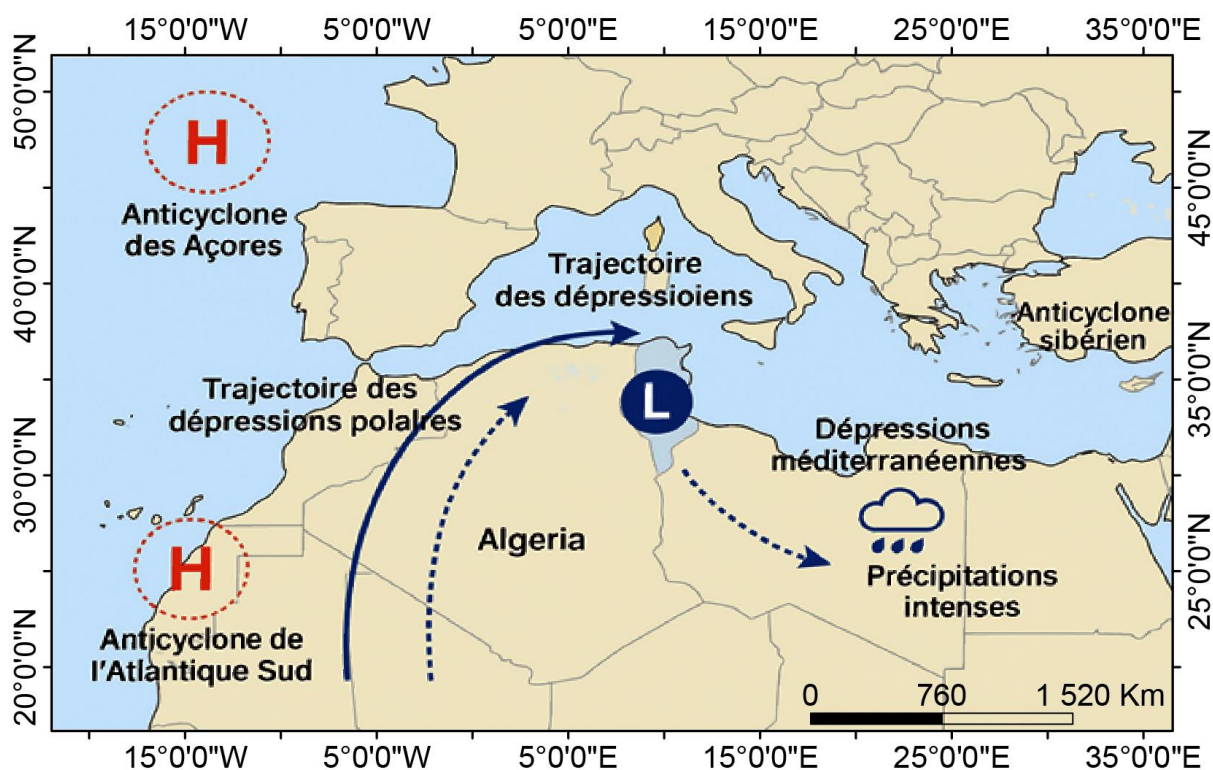 15°0'0"W 5°0'0"W 5°0'0"E 15°0'0"E 25°0'0"E 35°0'0"E
50°0'0"N
40°0'0"N
30°0'0"N
20°0'0"N
H
Anticyclone
des Açores
Trajectoire
des dépressioiens
Anticyclone
sibérien
Trajectoire des
dépressions polaires
L
Dépressions
méditerranéennes
Algeria
Précipitations
intenses
H
Anticyclone de
l'Atlantique Sud
0 760 1 520 Km
45°0'0"N
35°0'0"N
25°0'0"N
15°0'0"W 5°0'0"W 5°0'0"E 15°0'0"E 25°0'0"E 35°0'0"E